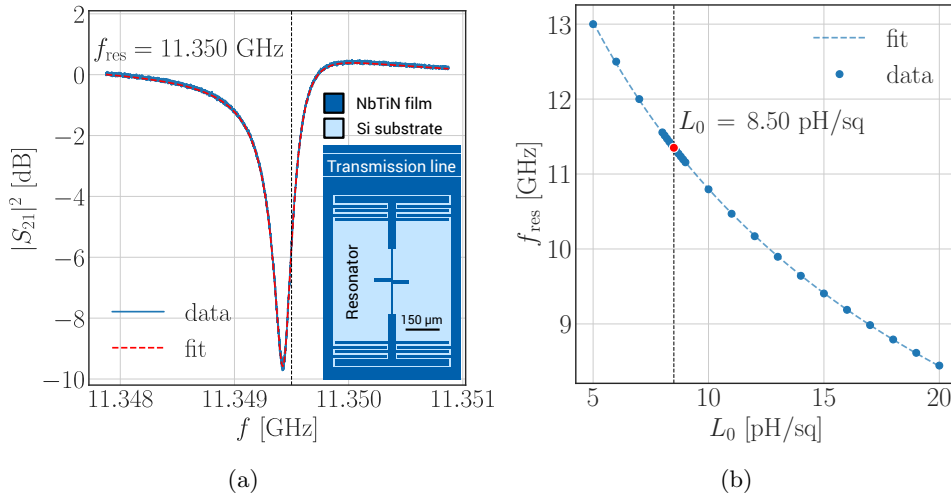 2
0
−2
−4
−6
−8
−10
|S₂₁|² [dB]
f_res = 11.350 GHz
NbTiN film
Si substrate
Transmission line
Resonator
150 µm
data
fit
11.348 11.349 11.350 11.351
f [GHz]
(a)
13
12
11
10
9
f_res [GHz]
fit
data
L₀ = 8.50 pH/sq
5 10 15 20
L₀ [pH/sq]
(b)